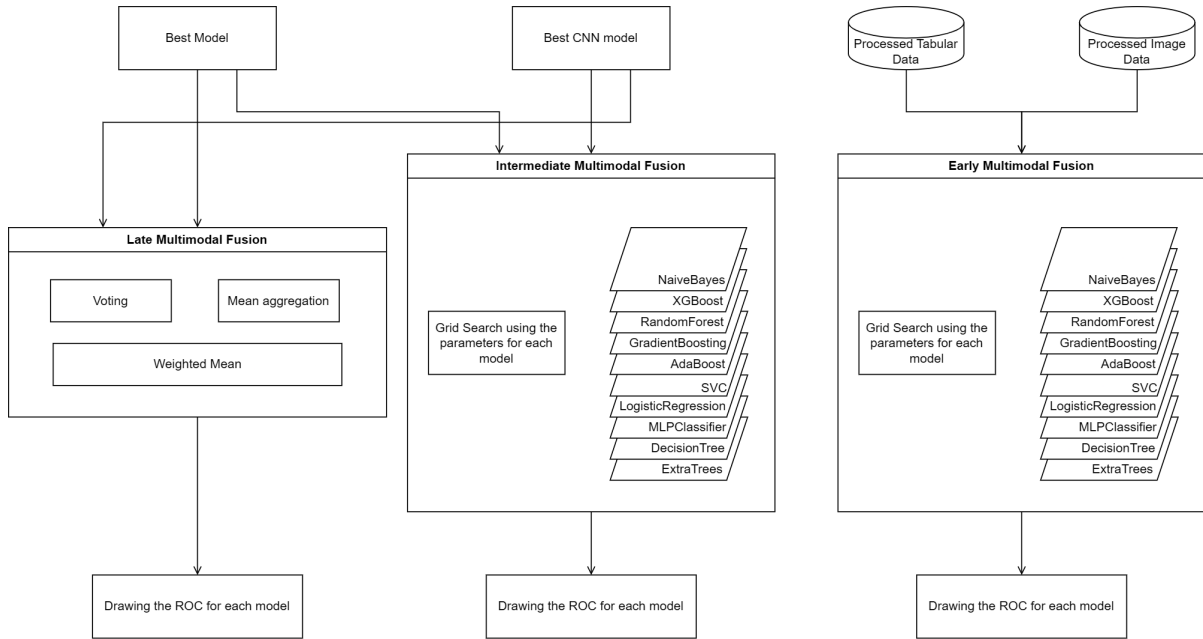 Best Model
Best CNN model
Processed Tabular
Data
Processed Image
Data
Late Multimodal Fusion
Voting
Mean aggregation
Weighted Mean
Drawing the ROC for each model
Intermediate Multimodal Fusion
Grid Search using the
parameters for each
model
NaiveBayes
XGBoost
RandomForest
GradientBoosting
AdaBoost
SVC
LogisticRegression
MLPClassifier
DecisionTree
ExtraTrees
Drawing the ROC for each model
Early Multimodal Fusion
Grid Search using the
parameters for each
model
NaiveBayes
XGBoost
RandomForest
GradientBoosting
AdaBoost
SVC
LogisticRegression
MLPClassifier
DecisionTree
ExtraTrees
Drawing the ROC for each model